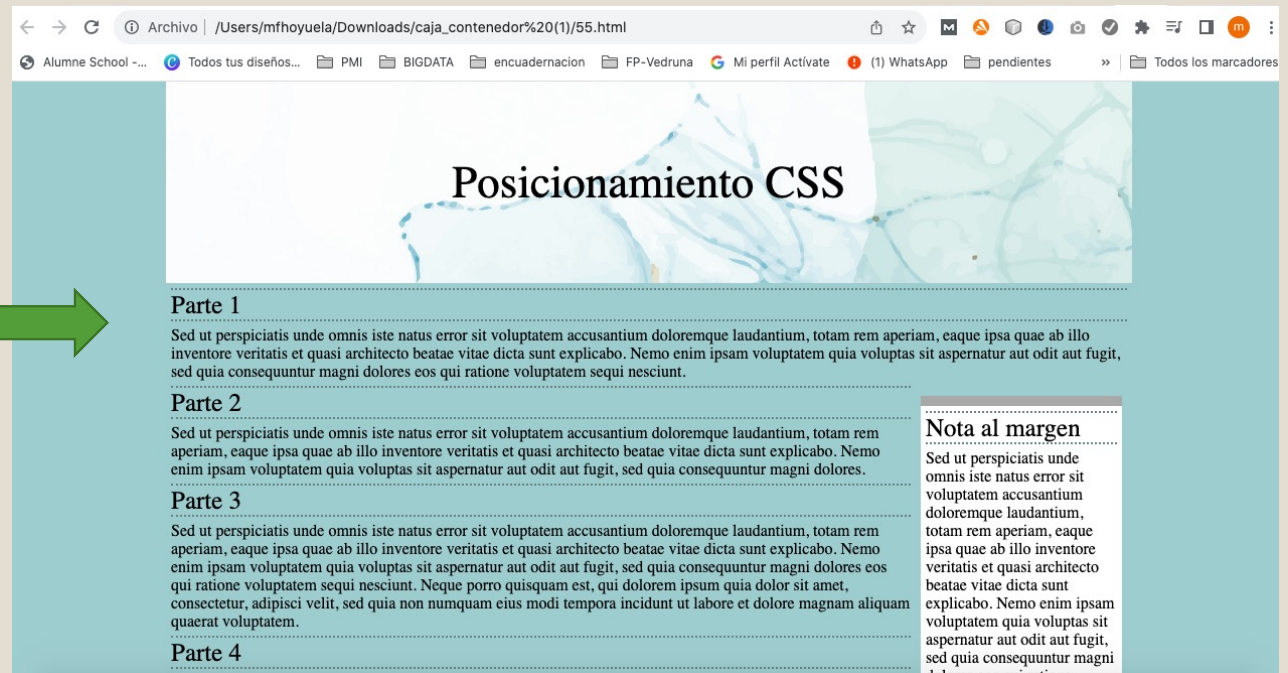 Archivo /Users/mfhoyuela/Downloads/caja_contenedor%20(1)/55.html
M m
Alumne School -... Todos tus diseños... PMI BIGDATA encuadernacion FP-Vedruna Mi perfil Actívate (1) WhatsApp pendientes » Todos los marcadores
Posicionamiento CSS
Parte 1
Sed ut perspiciatis unde omnis iste natus error sit voluptatem accusantium doloremque laudantium, totam rem aperiam, eaque ipsa quae ab illo
inventore veritatis et quasi architecto beatae vitae dicta sunt explicabo. Nemo enim ipsam voluptatem quia voluptas sit aspernatur aut odit aut fugit,
sed quia consequuntur magni dolores eos qui ratione voluptatem sequi nesciunt.
Parte 2
Sed ut perspiciatis unde omnis iste natus error sit voluptatem accusantium doloremque laudantium, totam rem
aperiam, eaque ipsa quae ab illo inventore veritatis et quasi architecto beatae vitae dicta sunt explicabo. Nemo
enim ipsam voluptatem quia voluptas sit aspernatur aut odit aut fugit, sed quia consequuntur magni dolores.
Parte 3
Sed ut perspiciatis unde omnis iste natus error sit voluptatem accusantium doloremque laudantium, totam rem
aperiam, eaque ipsa quae ab illo inventore veritatis et quasi architecto beatae vitae dicta sunt explicabo. Nemo
enim ipsam voluptatem quia voluptas sit aspernatur aut odit aut fugit, sed quia consequuntur magni dolores eos
qui ratione voluptatem sequi nesciunt. Neque porro quisquam est, qui dolorem ipsum quia dolor sit amet,
consectetur, adipisci velit, sed quia non numquam eius modi tempora incidunt ut labore et dolore magnam aliquam
quaerat voluptatem.
Parte 4
Nota al margen
Sed ut perspiciatis unde
omnis iste natus error sit
voluptatem accusantium
doloremque laudantium,
totam rem aperiam, eaque
ipsa quae ab illo inventore
veritatis et quasi architecto
beatae vitae dicta sunt
explicabo. Nemo enim ipsam
voluptatem quia voluptas sit
aspernatur aut odit aut fugit,
sed quia consequuntur magni